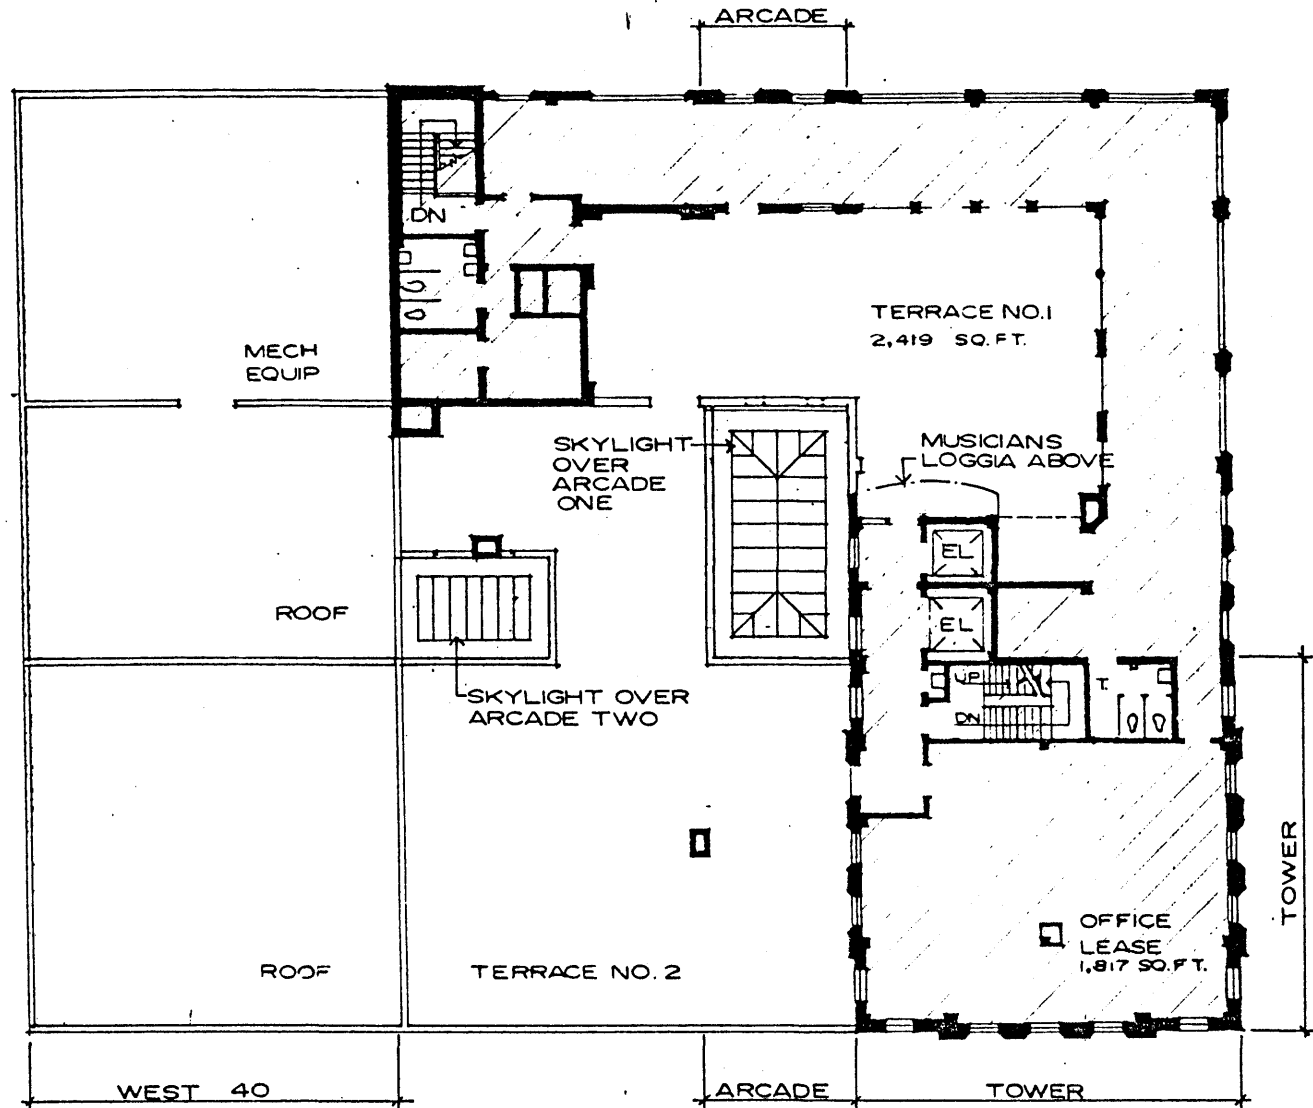 ARCADE
DN
TERRACE NO.1
2,419 SQ.FT.
MECH
EQUIP
SKYLIGHT
OVER
ARCADE
ONE
MUSICIANS
LOGGIA ABOVE
EL
ROOF
EL
UP
T.
SKYLIGHT OVER
ARCADE TWO
DN
TOWER
OFFICE
LEASE
1,817 SQ.FT.
ROOF
TERRACE NO. 2
WEST 40
ARCADE
TOWER